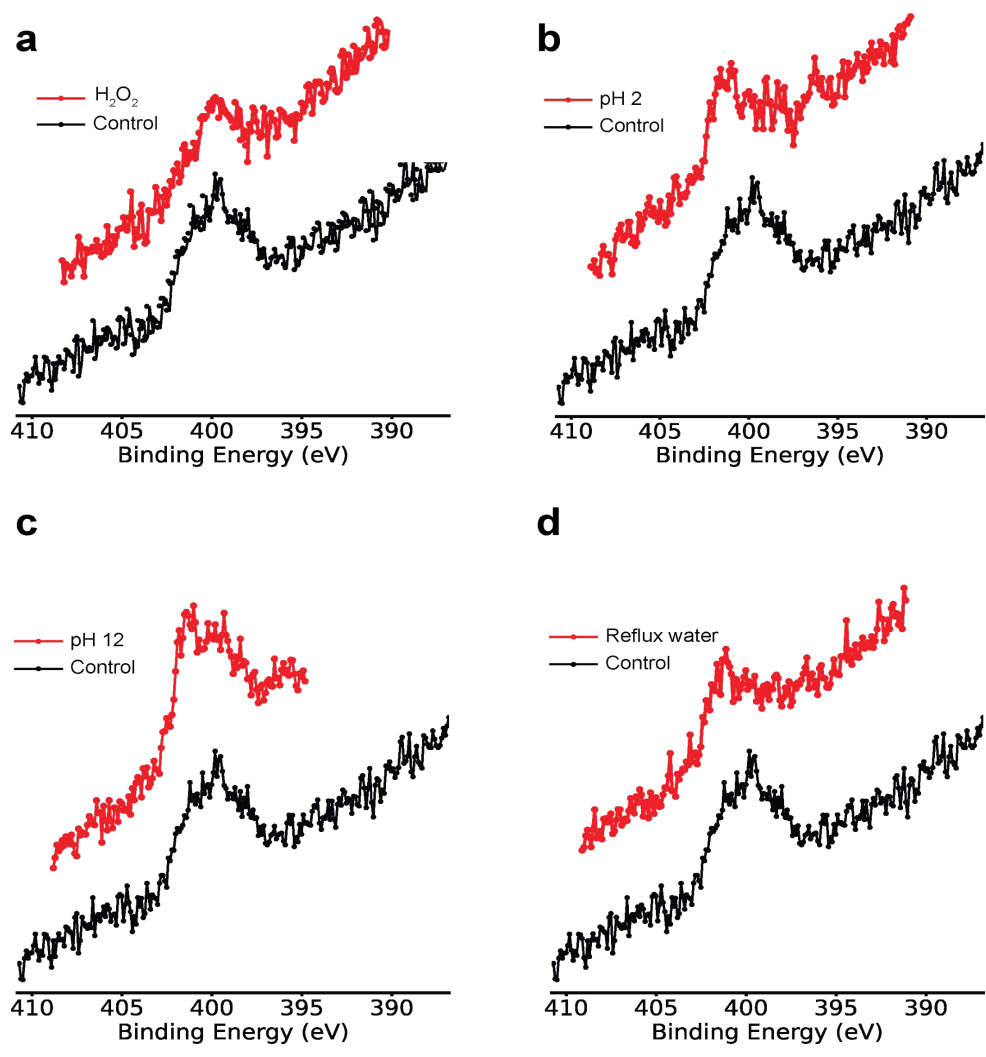 a
H₂O₂
Control
410 405 400 395 390
Binding Energy (eV)
b
pH 2
Control
410 405 400 395 390
Binding Energy (eV)
c
pH 12
Control
410 405 400 395 390
Binding Energy (eV)
d
Reflux water
Control
410 405 400 395 390
Binding Energy (eV)